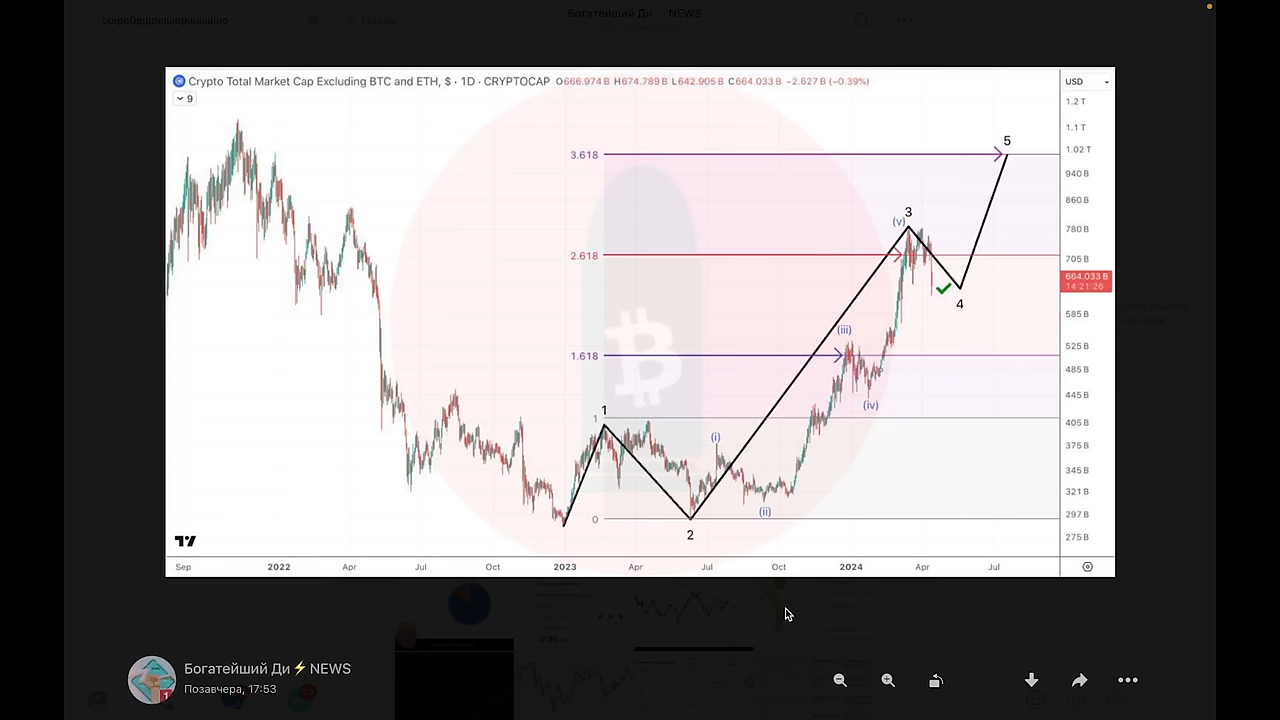 ошррбрщршшоршшшшо
Назад
Богатейший Ди NEWS
Crypto Total Market Cap Excluding BTC and ETH, $ · 1D · CRYPTOCAP O666.974 B H674.789 B L642.905 B C664.033 B −2.627 B (−0.39%)
USD
9
1.2 T
1.1 T
1.02 T
940 B
860 B
780 B
705 B
664.033 B
14:21:26
585 B
525 B
485 B
445 B
405 B
375 B
345 B
321 B
297 B
275 B
3.618
2.618
1.618
1
0
1
2
3
4
5
(i)
(ii)
(iii)
(iv)
(v)
Sep 2022 Apr Jul Oct 2023 Apr Jul Oct 2024 Apr Jul
Богатейший Ди⚡NEWS
Позавчера, 17:53
1